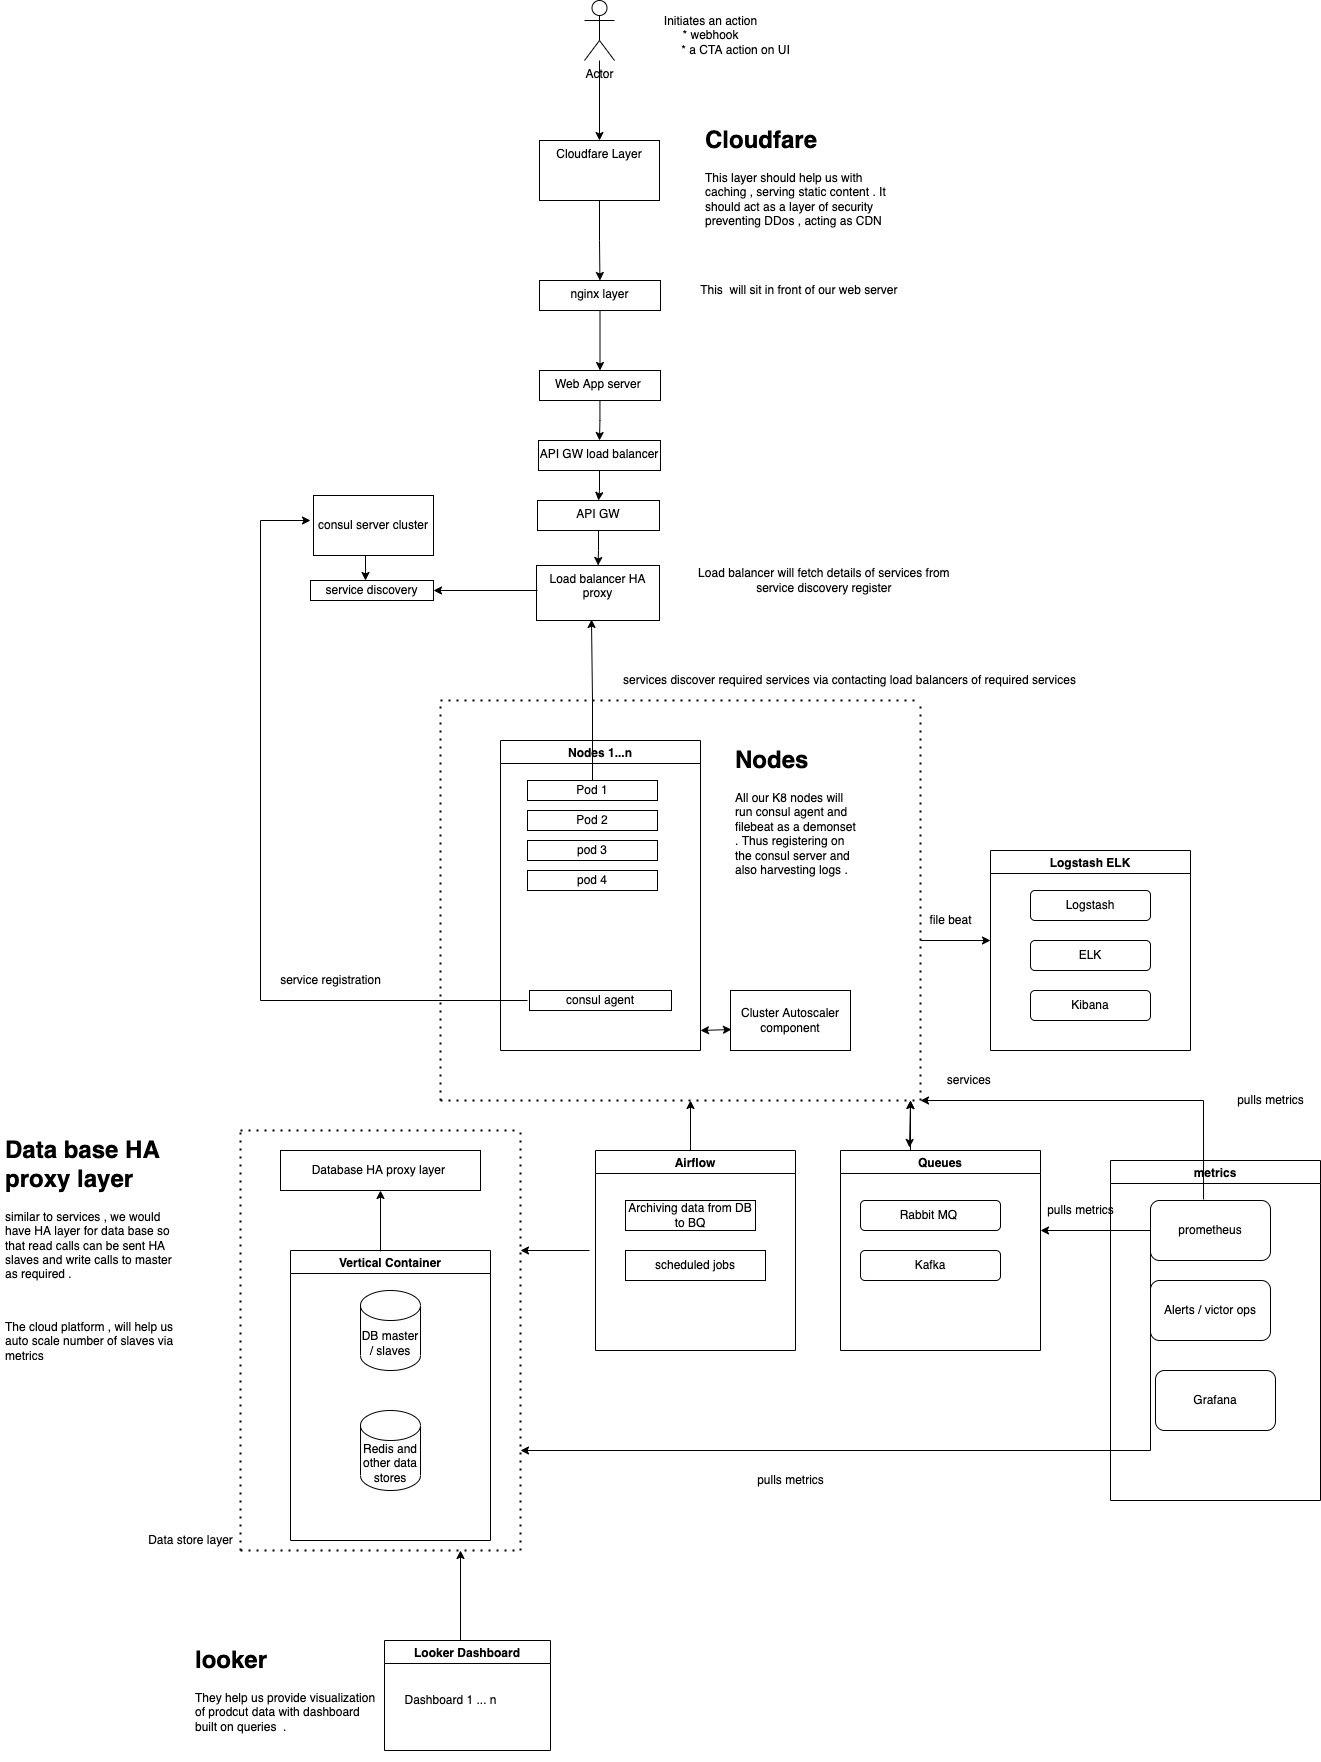 Initiates an action
* webhook
* a CTA action on UI
Actor
Cloudfare
Cloudfare Layer
This layer should help us with
caching , serving static content . It
should act as a layer of security
preventing DDos , acting as CDN
nginx layer
This  will sit in front of our web server
Web App server
API GW load balancer
API GW
consul server cluster
service discovery
Load balancer HA
proxy
Load balancer will fetch details of services from
service discovery register
services discover required services via contacting load balancers of required services
Nodes 1...n
Pod 1
Pod 2
pod 3
pod 4
consul agent
service registration
Nodes
All our K8 nodes will
run consul agent and
filebeat as a demonset
. Thus registering on
the consul server and
also harvesting logs .
Cluster Autoscaler
component
file beat
Logstash ELK
Logstash
ELK
Kibana
services
pulls metrics
Data base HA
proxy layer
similar to services , we would
have HA layer for data base so
that read calls can be sent HA
slaves and write calls to master
as required .
The cloud platform , will help us
auto scale number of slaves via
metrics
Database HA proxy layer
Vertical Container
DB master
/ slaves
Redis and
other data
stores
Data store layer
Airflow
Archiving data from DB
to BQ
scheduled jobs
Queues
Rabbit MQ
Kafka
pulls metrics
metrics
prometheus
Alerts / victor ops
Grafana
pulls metrics
looker
They help us provide visualization
of prodcut data with dashboard
built on queries  .
Looker Dashboard
Dashboard 1 ... n